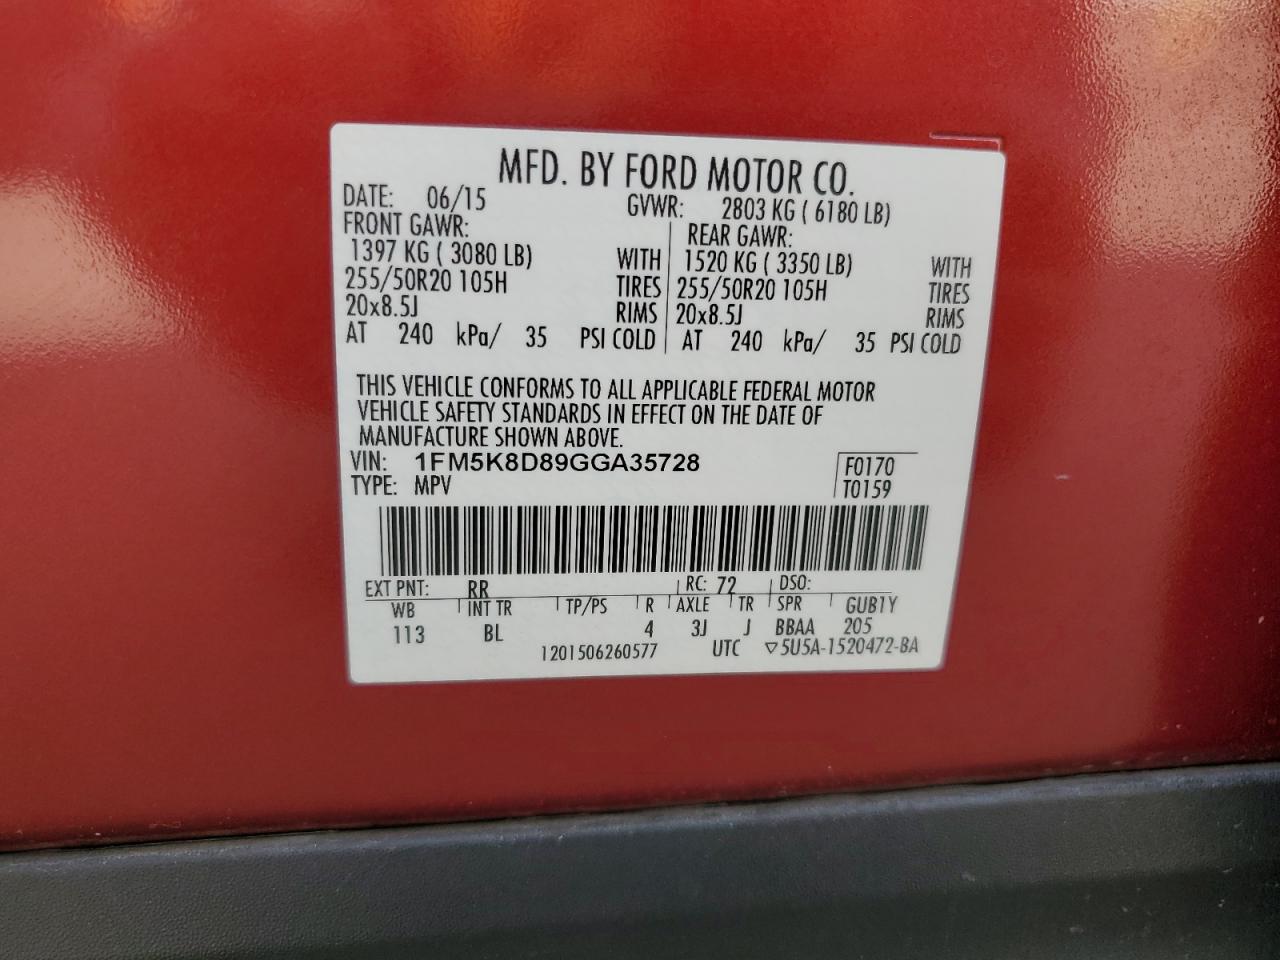 MFD. BY FORD MOTOR CO.
DATE: 06/15 GVWR: 2803 KG ( 6180 LB)
FRONT GAWR: REAR GAWR:
1397 KG ( 3080 LB) WITH 1520 KG ( 3350 LB) WITH
255/50R20 105H TIRES 255/50R20 105H TIRES
20x8.5J RIMS 20x8.5J RIMS
AT 240 kPa/ 35 PSI COLD AT 240 kPa/ 35 PSI COLD
THIS VEHICLE CONFORMS TO ALL APPLICABLE FEDERAL MOTOR
VEHICLE SAFETY STANDARDS IN EFFECT ON THE DATE OF
MANUFACTURE SHOWN ABOVE.
VIN: 1FM5K8D89GGA35728 F0170
TYPE: MPV T0159
EXT PNT: RR RC: 72 DSO:
WB INT TR TP/PS R AXLE TR SPR GUB1Y
113 BL 4 3J J BBAA 205
1201506260577 UTC ▽5U5A-1520472-BA